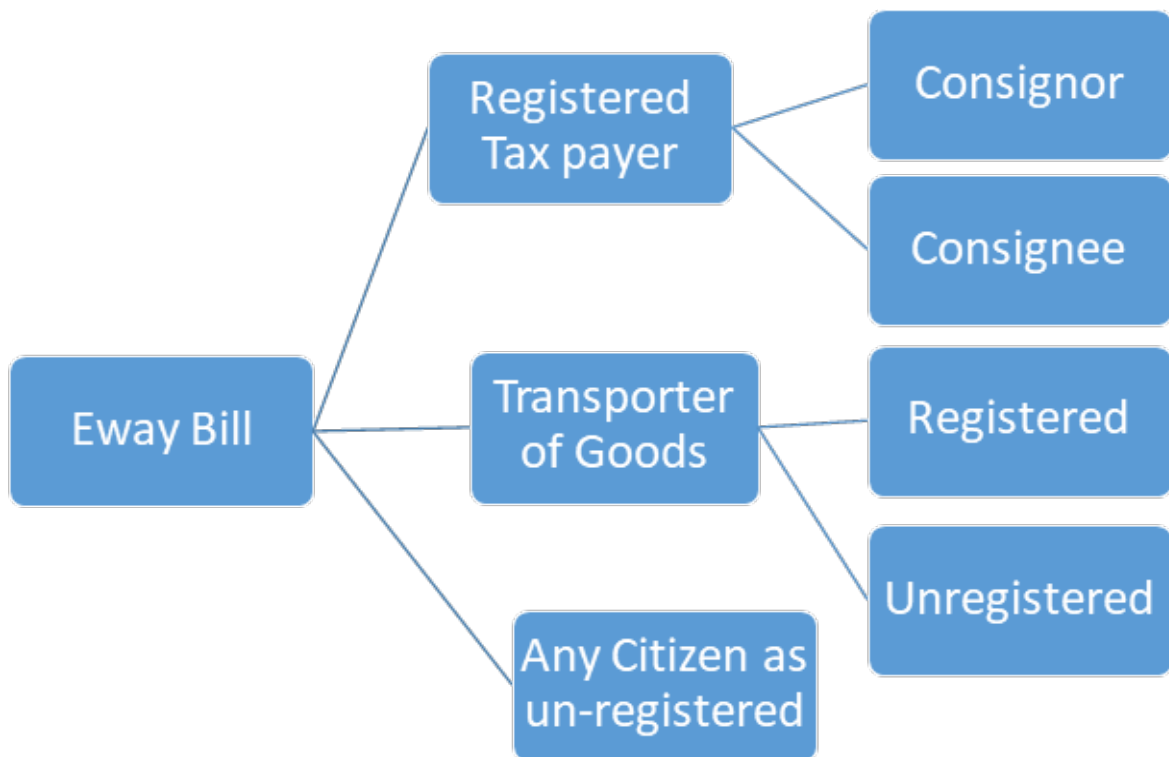 Eway Bill
Registered
Tax payer
Consignor
Consignee
Transporter
of Goods
Registered
Unregistered
Any Citizen as
un-registered